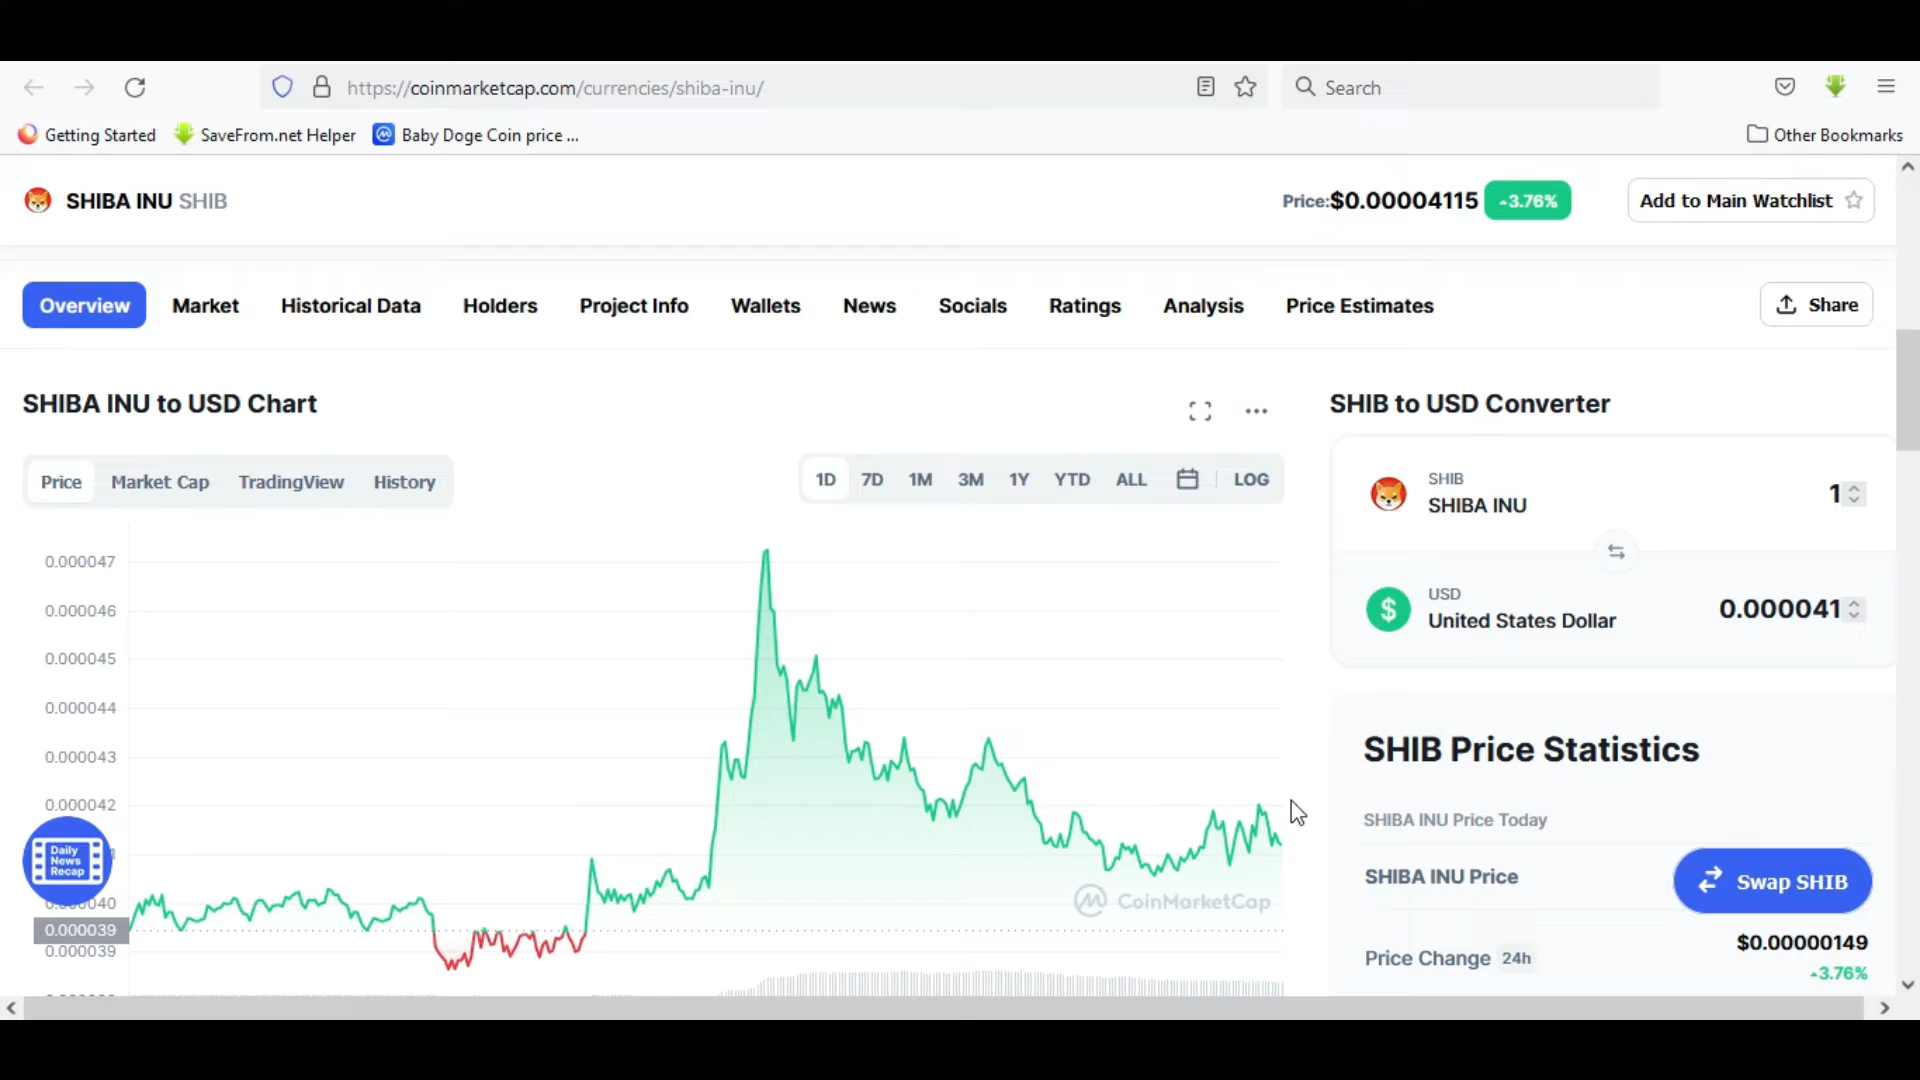 https://coinmarketcap.com/currencies/shiba-inu/
Search
Getting Started
SaveFrom.net Helper
Baby Doge Coin price ...
Other Bookmarks
SHIBA INU SHIB
Price:$0.00004115
3.76%
Add to Main Watchlist
Overview
Market
Historical Data
Holders
Project Info
Wallets
News
Socials
Ratings
Analysis
Price Estimates
Share
SHIBA INU to USD Chart
Price
Market Cap
TradingView
History
1D
7D
1M
3M
1Y
YTD
ALL
LOG
0.000047
0.000046
0.000045
0.000044
0.000043
0.000042
Daily
News
Recap
0.000040
0.000039
0.000039
CoinMarketCap
SHIB to USD Converter
SHIB
SHIBA INU
1
USD
United States Dollar
0.000041
SHIB Price Statistics
SHIBA INU Price Today
SHIBA INU Price
Swap SHIB
Price Change 24h
$0.00000149
3.76%